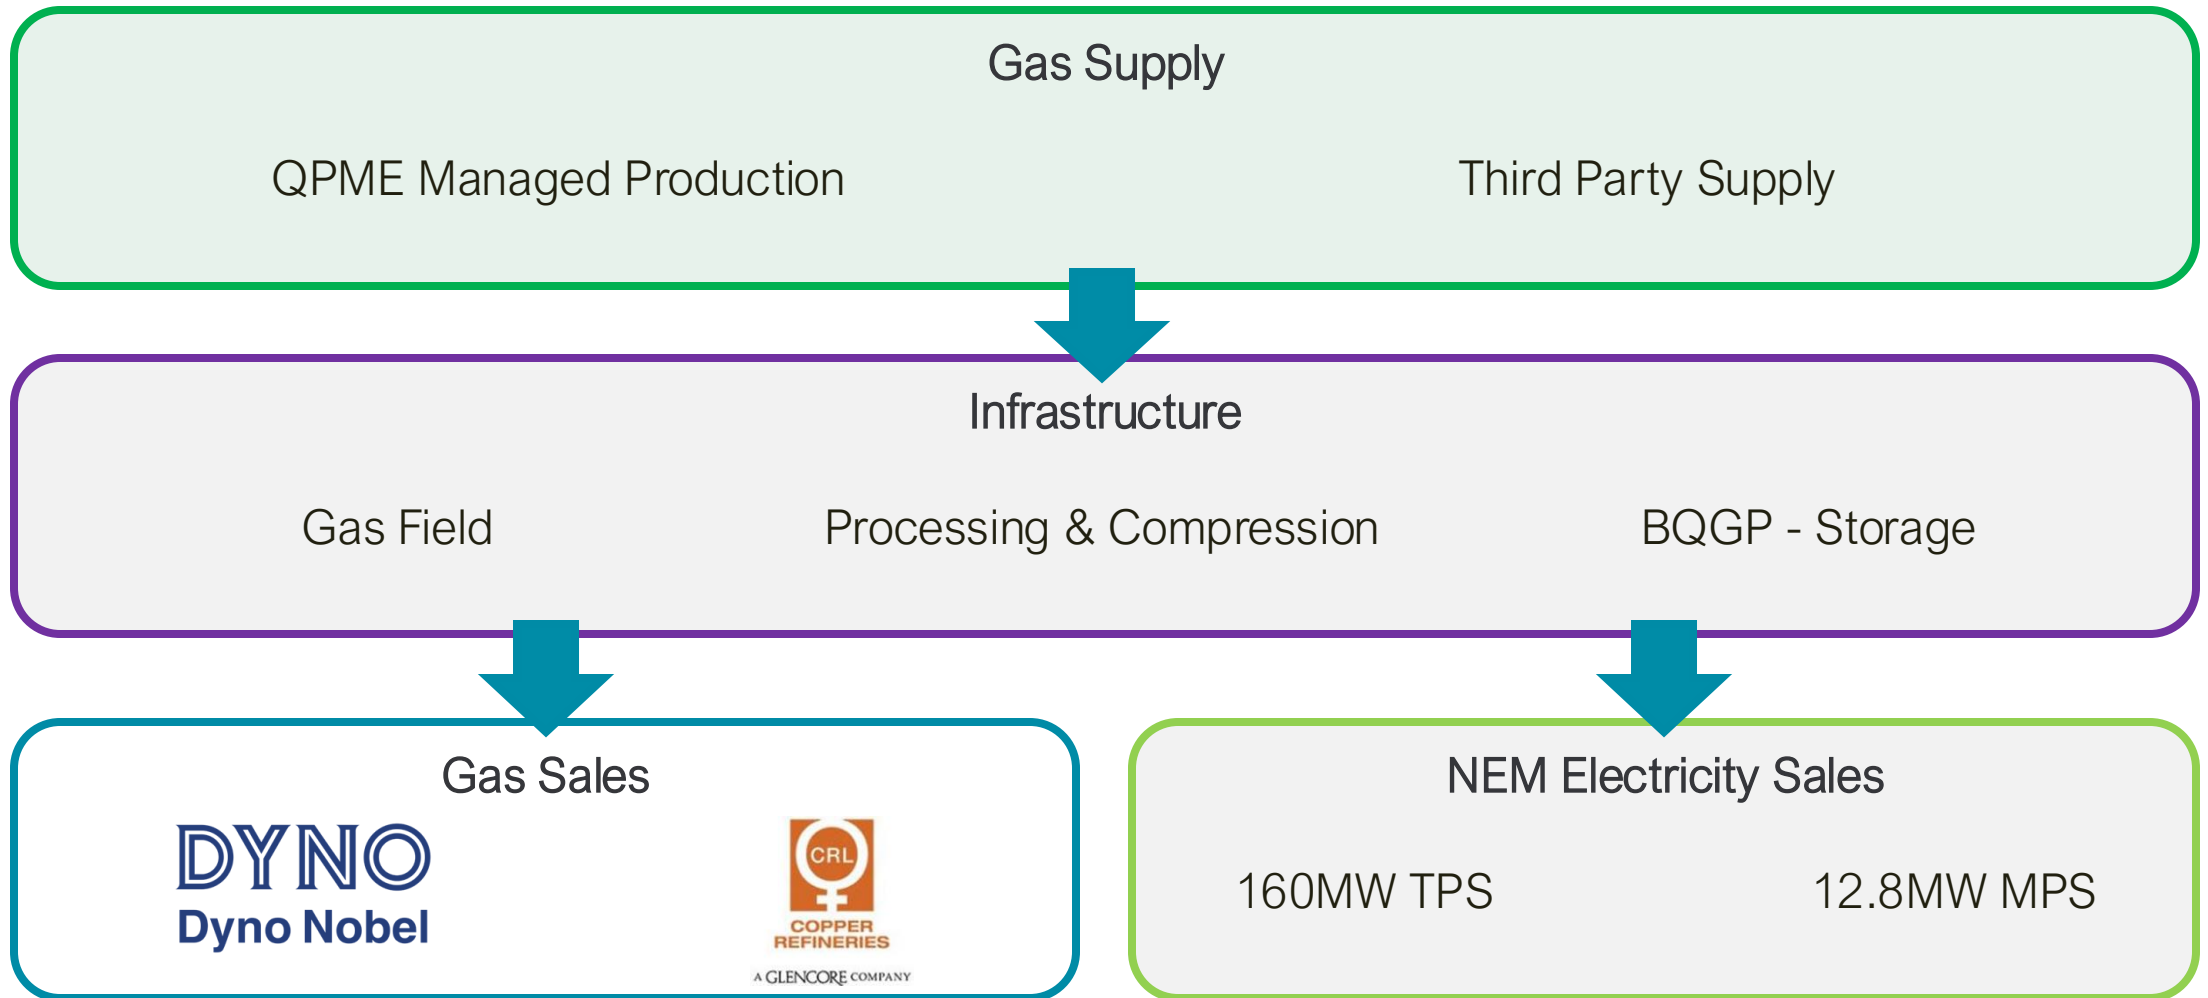 Gas Supply
QPME Managed Production
Third Party Supply
Infrastructure
Gas Field
Processing & Compression
BQGP - Storage
Gas Sales
DYNO
Dyno Nobel
CRL
COPPER
REFINERIES
A GLENCORE COMPANY
NEM Electricity Sales
160MW TPS
12.8MW MPS